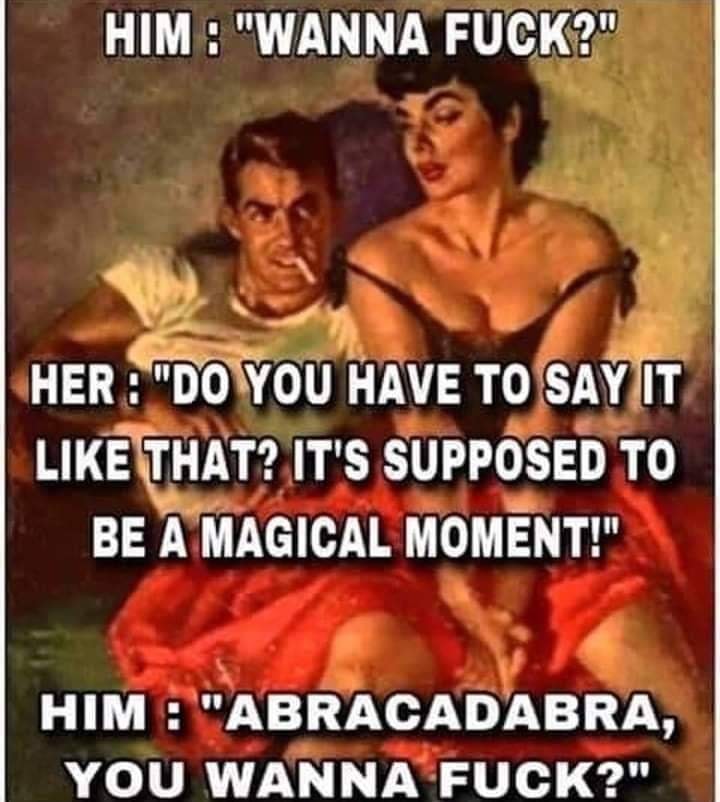 HIM : "WANNA FUCK?"
HER : "DO YOU HAVE TO SAY IT
LIKE THAT? IT'S SUPPOSED TO
BE A MAGICAL MOMENT!"
HIM : "ABRACADABRA,
YOU WANNA FUCK?"